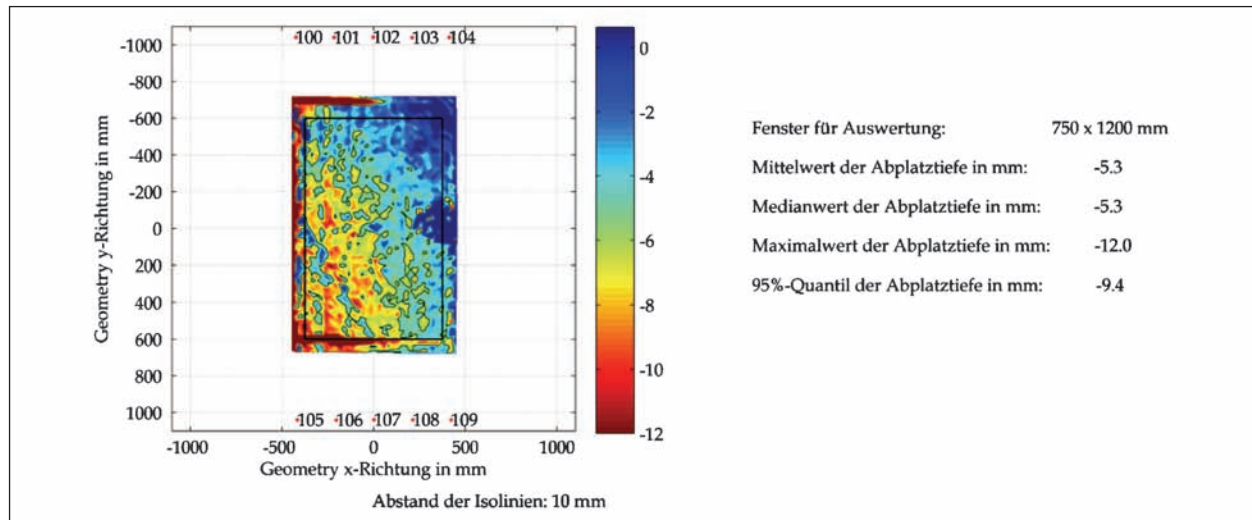 100 101 102 103 104
-1000
-800
-600
-400
-200
0
200
400
600
800
1000
Geometry y-Richtung in mm
105 106 107 108 109
-1000 -500 0 500
Geometry x-Richtung in mm
Abstand der Isolinien: 10 mm
0
-2
-4
-6
-8
-10
-12
Fenster für Auswertung: 750 x 1200 mm
Mittelwert der Abplatztiefe in mm: -5.3
Medianwert der Abplatztiefe in mm: -5.3
Maximalwert der Abplatztiefe in mm: -12.0
95%-Quantil der Abplatztiefe in mm: -9.4